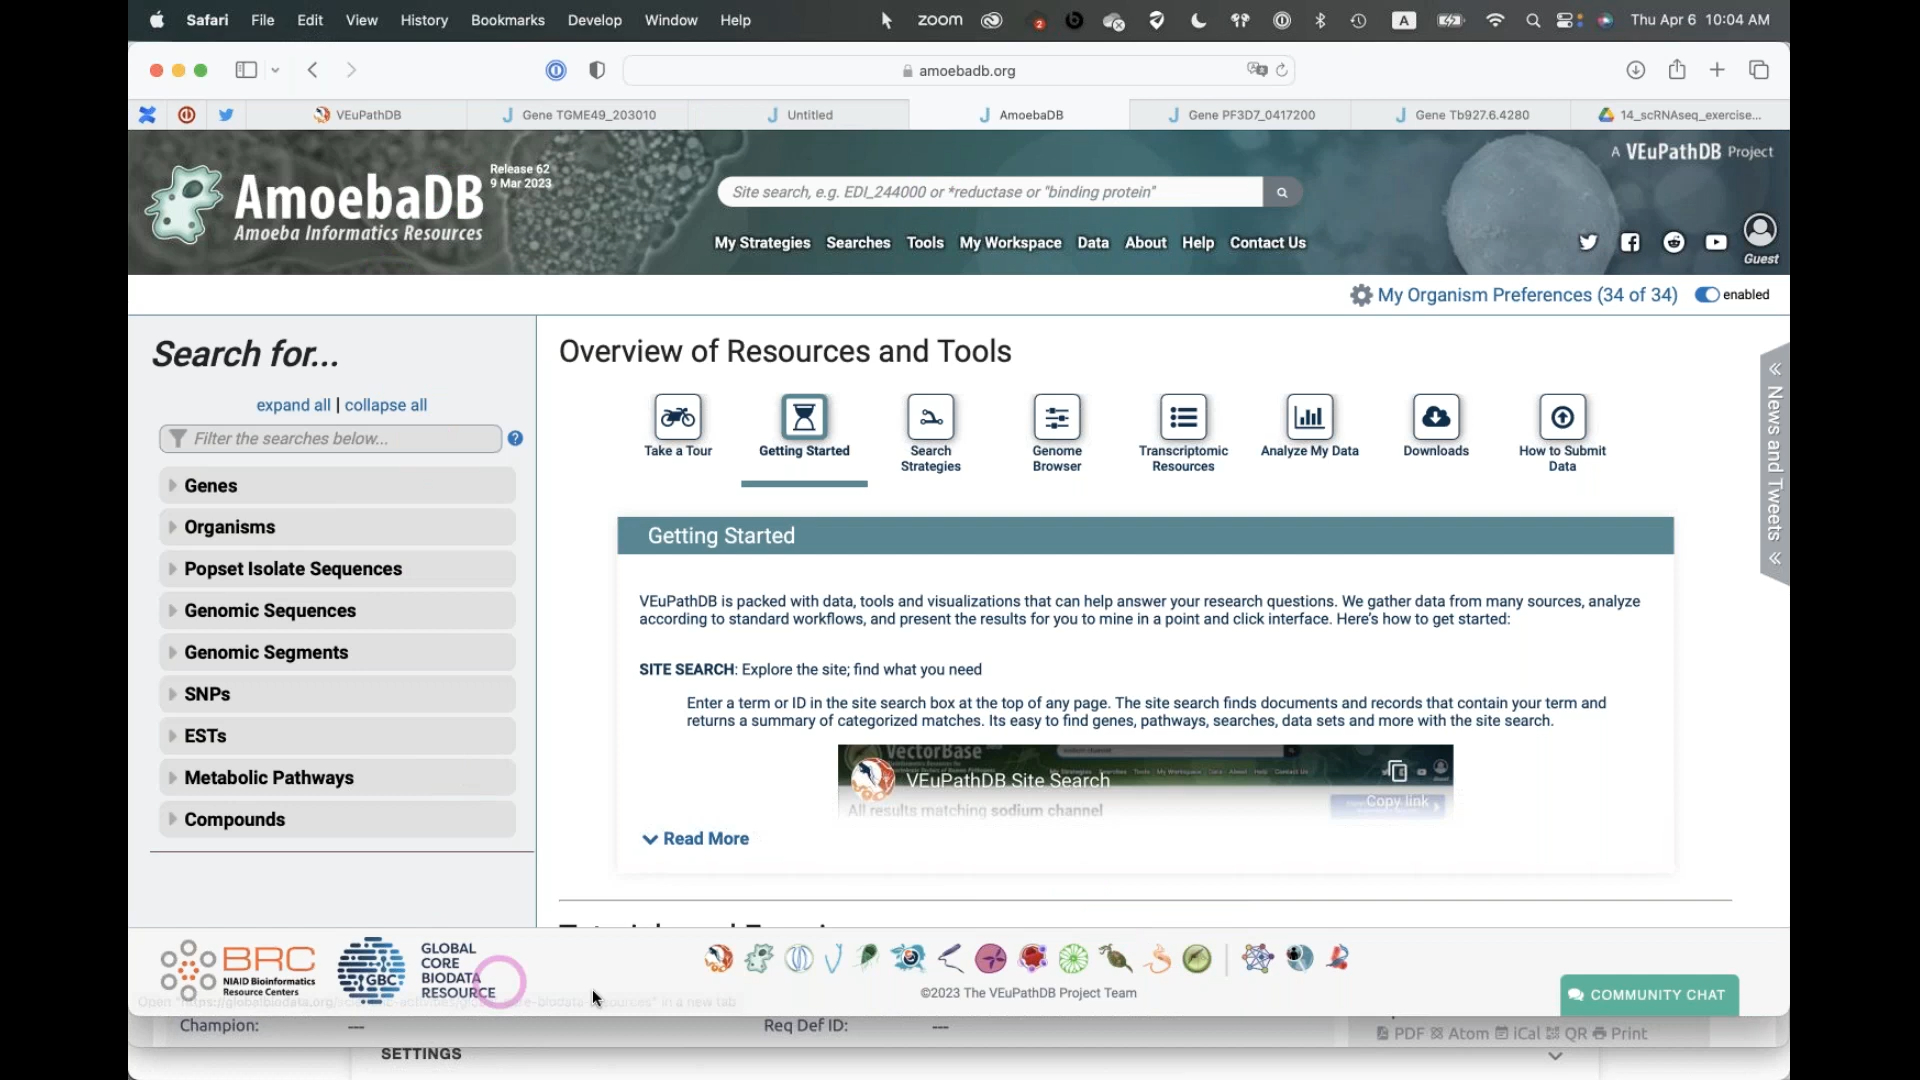 Safari File Edit View History Bookmarks Develop Window Help
zoom 2 A Thu Apr 6 10:04 AM
amoebadb.org
VEuPathDB Gene TGME49_203010 Untitled AmoebaDB Gene PF3D7_0417200 Gene Tb927.6.4280 14_scRNAseq_exercise...
AmoebaDB
Amoeba Informatics Resources
Release 62
9 Mar 2023
Site search, e.g. EDI_244000 or *reductase or "binding protein"
A VEuPathDB Project
My Strategies Searches Tools My Workspace Data About Help Contact Us
Guest
My Organism Preferences (34 of 34) enabled
Search for...
expand all | collapse all
Filter the searches below...
?
Genes
Organisms
Popset Isolate Sequences
Genomic Sequences
Genomic Segments
SNPs
ESTs
Metabolic Pathways
Compounds
Overview of Resources and Tools
Take a Tour
Getting Started
Search
Strategies
Genome
Browser
Transcriptomic
Resources
Analyze My Data
Downloads
How to Submit
Data
« News and Tweets «
Getting Started
VEuPathDB is packed with data, tools and visualizations that can help answer your research questions. We gather data from many sources, analyze
according to standard workflows, and present the results for you to mine in a point and click interface. Here's how to get started:
SITE SEARCH: Explore the site; find what you need
Enter a term or ID in the site search box at the top of any page. The site search finds documents and records that contain your term and
returns a summary of categorized matches. Its easy to find genes, pathways, searches, data sets and more with the site search.
VectorBase
VEuPathDB Site Search
Copy link
All results matching sodium channel
Read More
BRC
NIAID Bioinformatics
Resource Centers
GBC
GLOBAL
CORE
BIODATA
RESOURCE
©2023 The VEuPathDB Project Team
COMMUNITY CHAT
Champion: --- Req Def ID: ---
PDF Atom iCal QR Print
SETTINGS